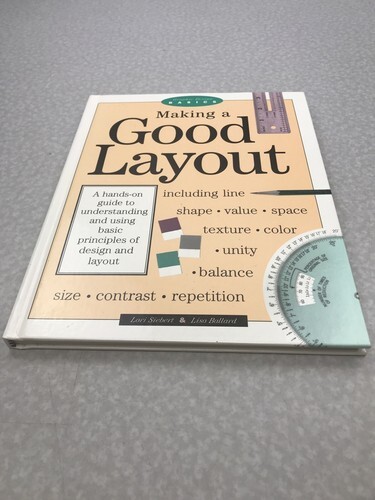 BASICS
Making a
Good
Layout
A hands-on
guide to
understanding
and using
basic
principles of
design and
layout
including line
shape • value • space
texture • color
• unity
• balance
size • contrast • repetition
Lori Siebert & Lisa Ballard